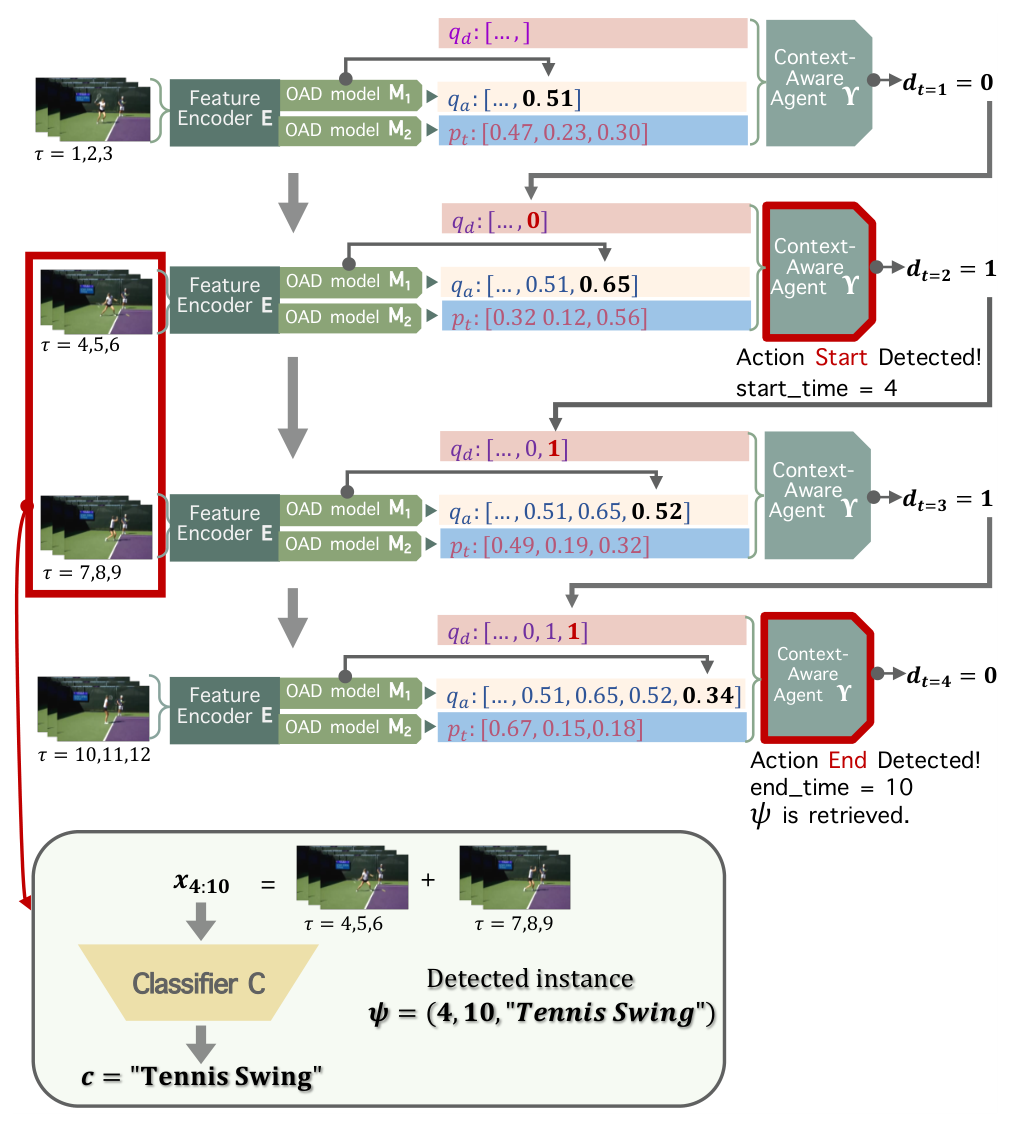 q_d: [...,]
Feature
Encoder E
OAD model M₁
OAD model M₂
q_a: [..., 0.51]
p_t: [0.47, 0.23, 0.30]
Context-
Aware
Agent ϒ
d_{t=1} = 0
τ = 1,2,3
q_d: [..., 0]
Feature
Encoder E
OAD model M₁
OAD model M₂
q_a: [..., 0.51, 0.65]
p_t: [0.32 0.12, 0.56]
Context-
Aware
Agent ϒ
d_{t=2} = 1
τ = 4,5,6
Action Start Detected!
start_time = 4
q_d: [..., 0, 1]
Feature
Encoder E
OAD model M₁
OAD model M₂
q_a: [..., 0.51, 0.65, 0.52]
p_t: [0.49, 0.19, 0.32]
Context-
Aware
Agent ϒ
d_{t=3} = 1
τ = 7,8,9
q_d: [..., 0, 1, 1]
Feature
Encoder E
OAD model M₁
OAD model M₂
q_a: [..., 0.51, 0.65, 0.52, 0.34]
p_t: [0.67, 0.15,0.18]
Context-
Aware
Agent ϒ
d_{t=4} = 0
τ = 10,11,12
Action End Detected!
end_time = 10
ψ is retrieved.
x_{4:10} = +
τ = 4,5,6
τ = 7,8,9
Classifier C
Detected instance
ψ = (4, 10, "Tennis Swing")
c = "Tennis Swing"